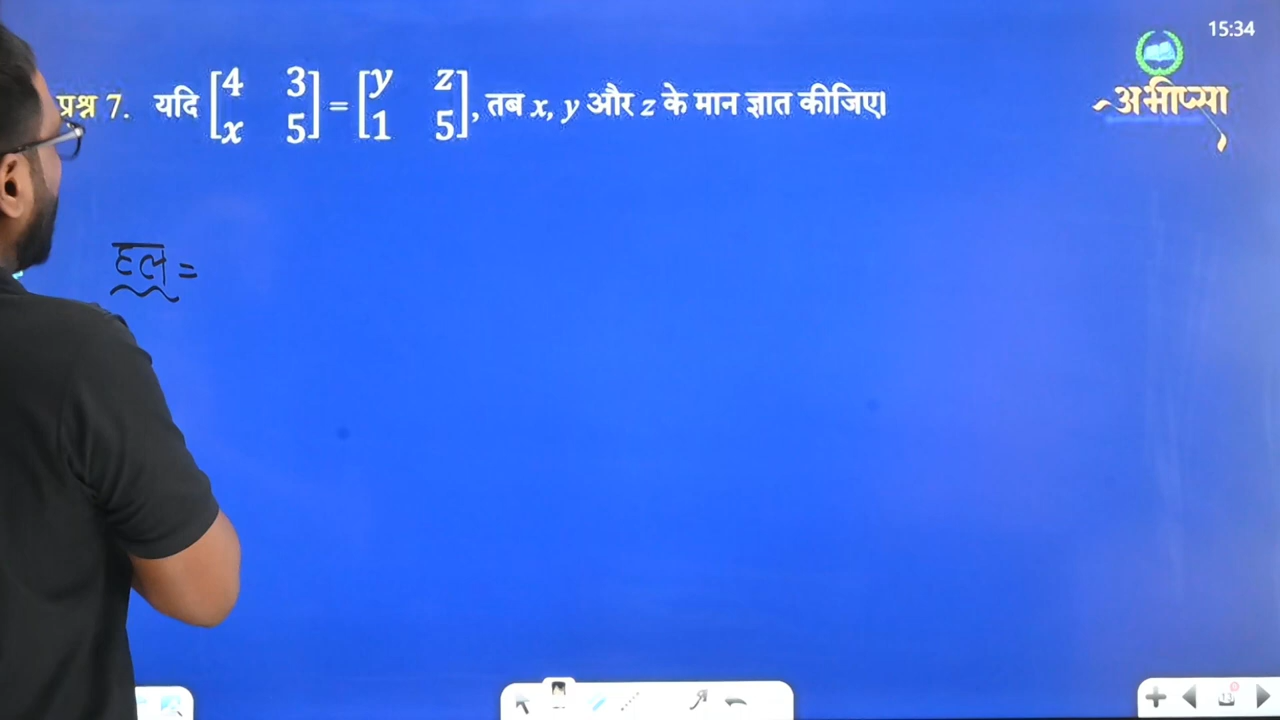 15:34
प्रश्न 7. यदि [4 3 x 5] = [y z 1 5], तब x, y और z के मान ज्ञात कीजिए।
अभीप्सा
हल =